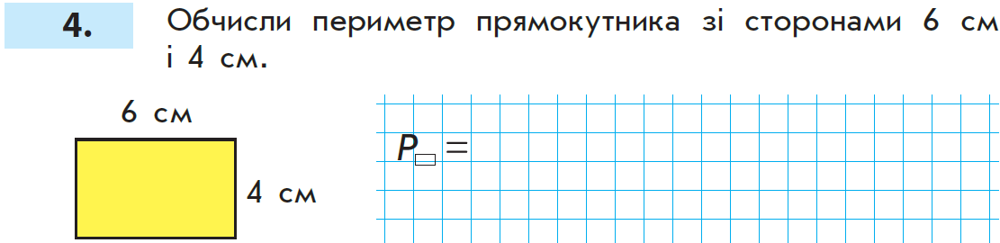 4. Обчисли периметр прямокутника зі сторонами 6 см
і 4 см.
6 см
4 см
P▭ =